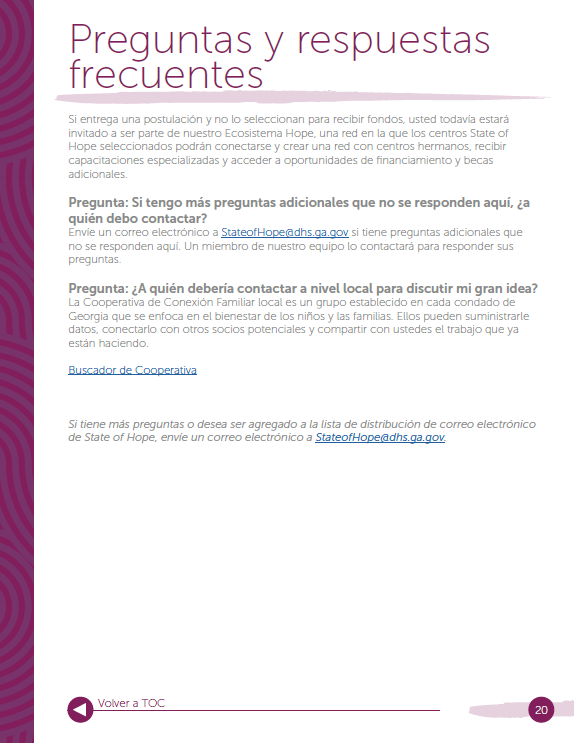 Preguntas y respuestas
frecuentes
Si entrega una postulación y no lo seleccionan para recibir fondos, usted todavía estará
invitado a ser parte de nuestro Ecosistema Hope, una red en la que los centros State of
Hope seleccionados podrán conectarse y crear una red con centros hermanos, recibir
capacitaciones especializadas y acceder a oportunidades de financiamiento y becas
adicionales.
Pregunta: Si tengo más preguntas adicionales que no se responden aquí, ¿a
quién debo contactar?
Envíe un correo electrónico a StateofHope@dhs.ga.gov si tiene preguntas adicionales que
no se responden aquí. Un miembro de nuestro equipo lo contactará para responder sus
preguntas.
Pregunta: ¿A quién debería contactar a nivel local para discutir mi gran idea?
La Cooperativa de Conexión Familiar local es un grupo establecido en cada condado de
Georgia que se enfoca en el bienestar de los niños y las familias. Ellos pueden suministrarle
datos, conectarlo con otros socios potenciales y compartir con ustedes el trabajo que ya
están haciendo.
Buscador de Cooperativa
Si tiene más preguntas o desea ser agregado a la lista de distribución de correo electrónico
de State of Hope, envíe un correo electrónico a StateofHope@dhs.ga.gov.
Volver a TOC
20